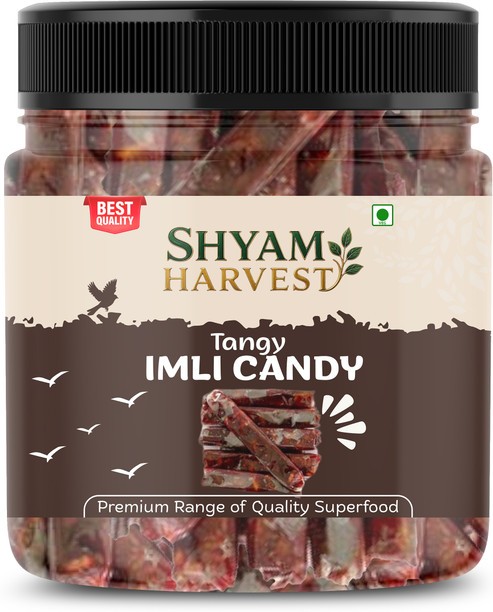 BEST
QUALITY
SHYAM
HARVEST
Tangy
IMLI CANDY
Premium Range of Quality Superfood